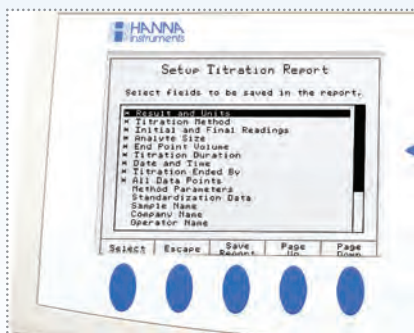 HANNA
instruments
Setup Titration Report
Select fields to be saved in the report.
* Result and Units
* Titration Method
* Initial and Final Readings
* Analyte Size
* End Point Volume
* Titration Duration
* Date and Time
* Titration Ended By
* All Data Points
Method Parameters
Standardization Data
Sample Name
Company Name
Operator Name
Select Escape Save Report Page Up Page Down